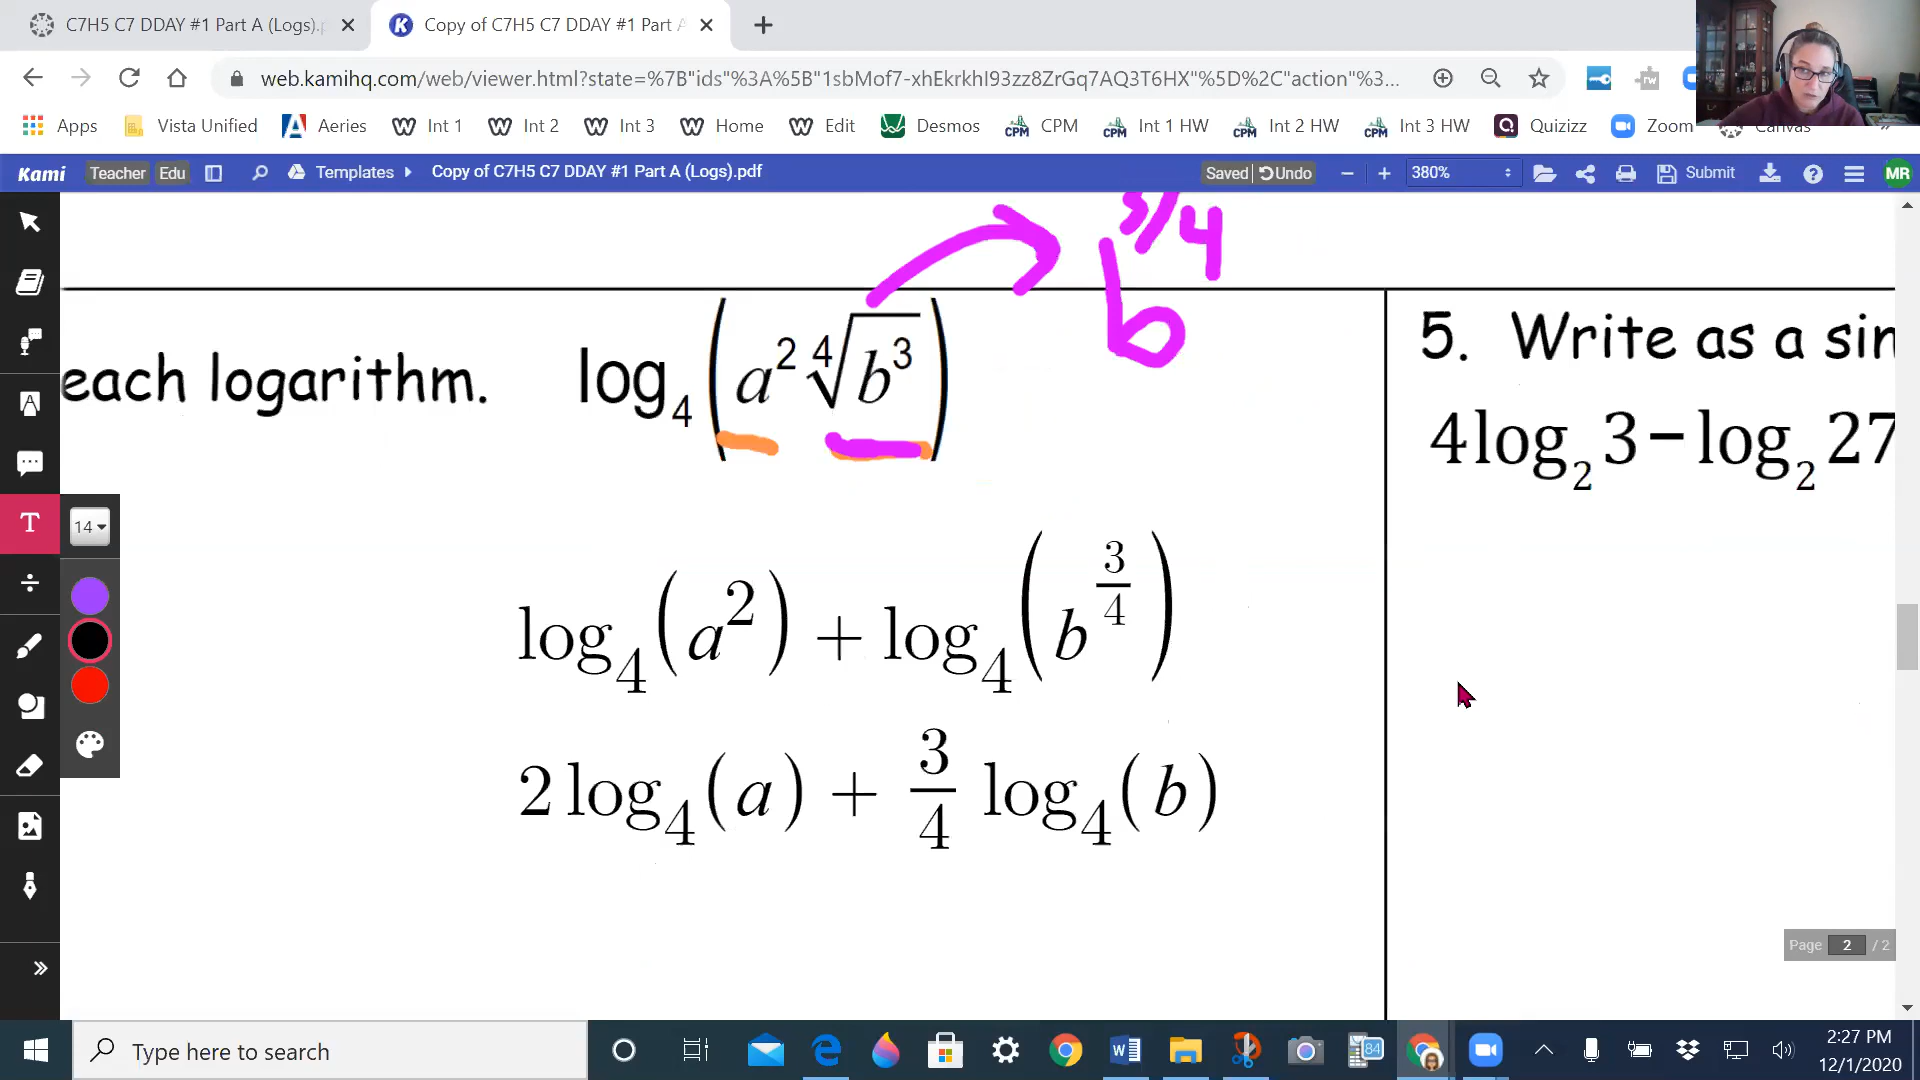 C7H5 C7 DDAY #1 Part A (Logs).p
Copy of C7H5 C7 DDAY #1 Part A
web.kamihq.com/web/viewer.html?state=%7B"ids"%3A%5B"1sbMof7-xhEkrkhI93zz8ZrGq7AQ3T6HX"%5D%2C"action"%3...
Apps Vista Unified Aeries Int 1 Int 2 Int 3 Home Edit Desmos CPM Int 1 HW Int 2 HW Int 3 HW Quizizz Zoom Canvas »
Kami Teacher Edu Templates Copy of C7H5 C7 DDAY #1 Part A (Logs).pdf Saved | Undo 380% Submit MR
b^{3/4}
each logarithm. log₄(a² ⁴√b³)
5. Write as a sin
4log₂3−log₂27
T 14
log₄(a²) + log₄(b^{3/4})
2 log₄(a) + 3/4 log₄(b)
Page 2 / 2
Type here to search
84
2:27 PM
12/1/2020